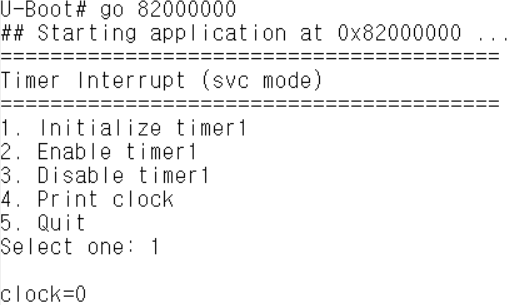 U-Boot# go 82000000
## Starting application at 0x82000000 ...
========================================
Timer Interrupt (svc mode)
========================================
1. Initialize timer1
2. Enable timer1
3. Disable timer1
4. Print clock
5. Quit
Select one: 1
clock=0